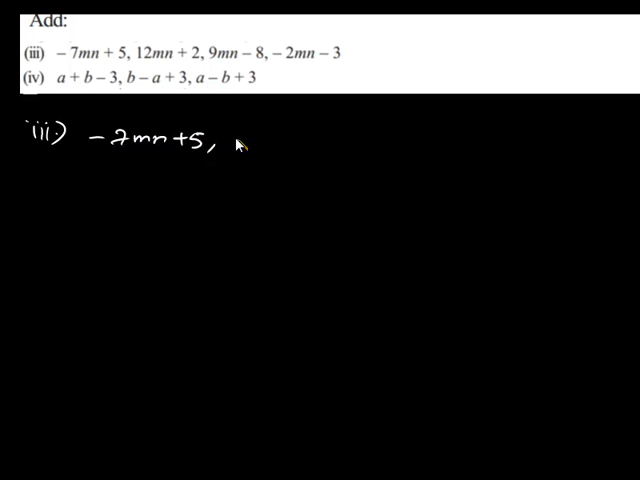 Add:
(iii) – 7mn + 5, 12mn + 2, 9mn – 8, – 2mn – 3
(iv) a + b – 3, b – a + 3, a – b + 3
iii) – 7mn + 5,